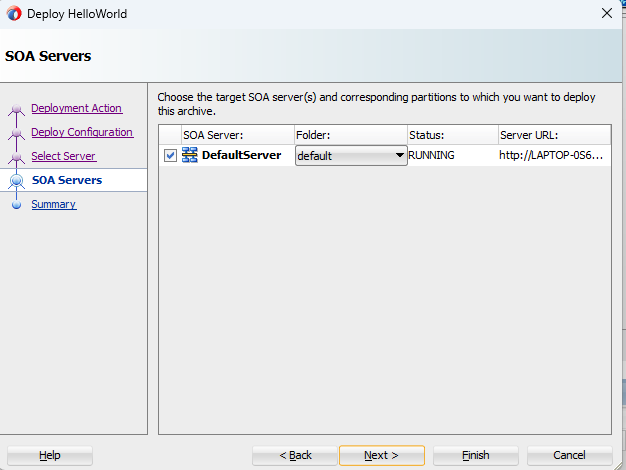 Deploy HelloWorld
SOA Servers
Deployment Action
Deploy Configuration
Select Server
SOA Servers
Summary
Choose the target SOA server(s) and corresponding partitions to which you want to deploy
this archive.
SOA Server: Folder: Status: Server URL:
DefaultServer default RUNNING http://LAPTOP-0S6...
Help < Back Next > Finish Cancel